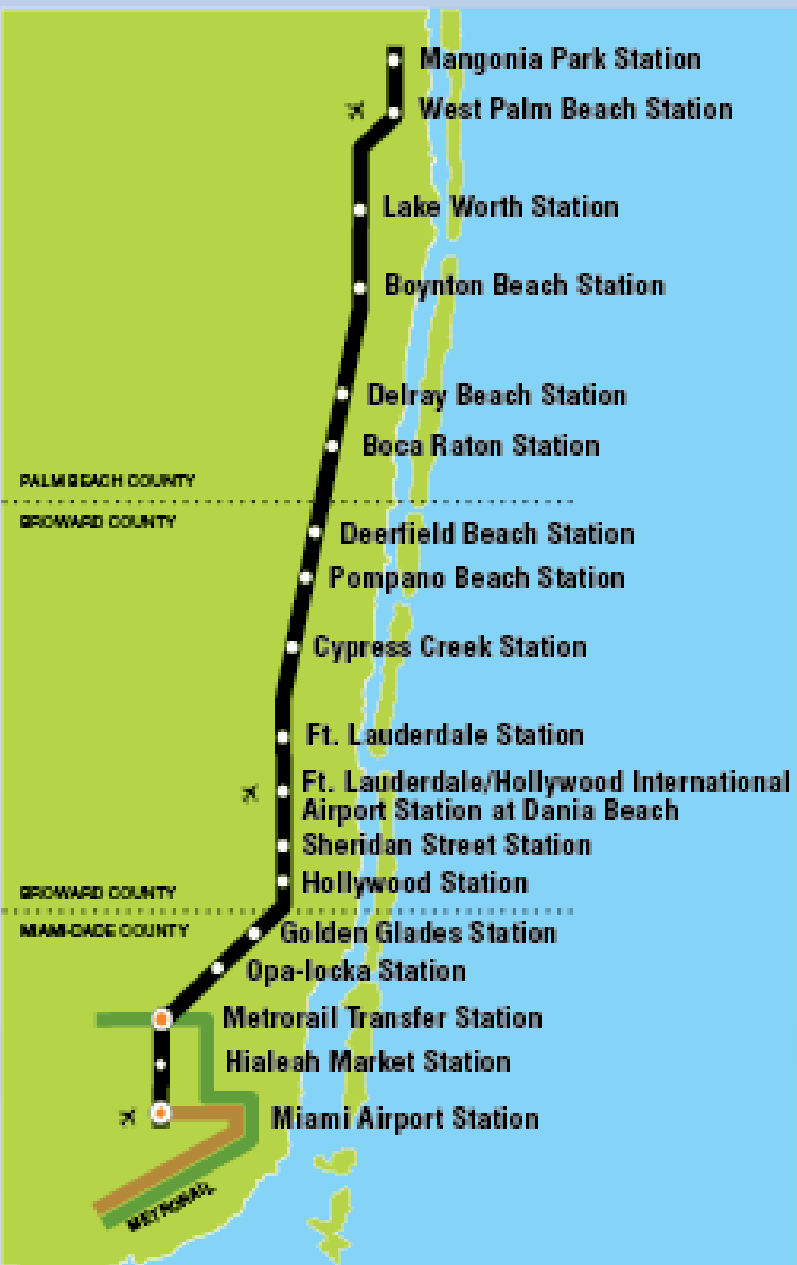 Mangonia Park Station
West Palm Beach Station
Lake Worth Station
Boynton Beach Station
Delray Beach Station
Boca Raton Station
PALM BEACH COUNTY
BROWARD COUNTY
Deerfield Beach Station
Pompano Beach Station
Cypress Creek Station
Ft. Lauderdale Station
Ft. Lauderdale/Hollywood International
Airport Station at Dania Beach
Sheridan Street Station
Hollywood Station
BROWARD COUNTY
MIAMI-DADE COUNTY
Golden Glades Station
Opa-locka Station
Metrorail Transfer Station
Hialeah Market Station
Miami Airport Station
METRORAIL